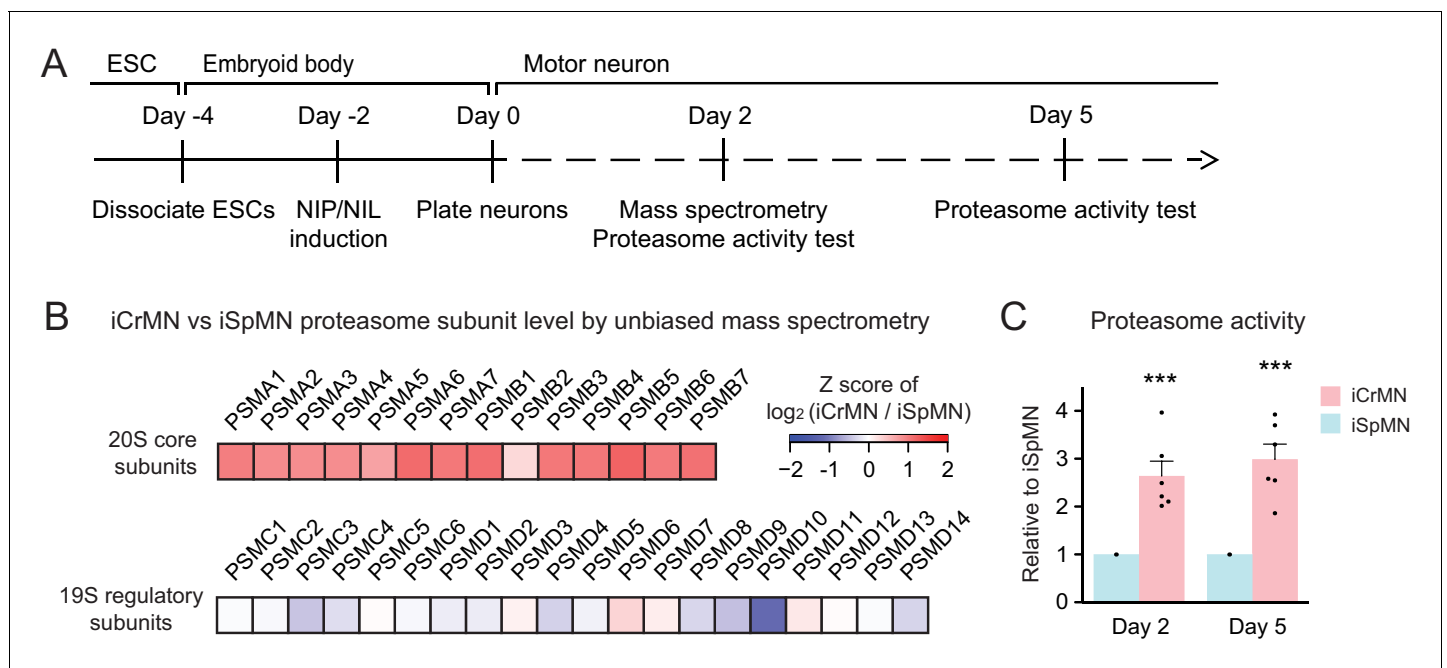 A
ESC Embryoid body Motor neuron
Day -4 Day -2 Day 0 Day 2 Day 5
Dissociate ESCs NIP/NIL Plate neurons Mass spectrometry Proteasome activity test
induction Proteasome activity test
B iCrMN vs iSpMN proteasome subunit level by unbiased mass spectrometry
PSMA1 PSMA2 PSMA3 PSMA4 PSMA5 PSMA6 PSMA7 PSMB1 PSMB2 PSMB3 PSMB4 PSMB5 PSMB6 PSMB7
20S core
subunits
Z score of
log2 (iCrMN / iSpMN)
−2 -1 0 1 2
PSMC1 PSMC2 PSMC3 PSMC4 PSMC5 PSMC6 PSMD1 PSMD2 PSMD3 PSMD4 PSMD5 PSMD6 PSMD7 PSMD8 PSMD9 PSMD10 PSMD11 PSMD12 PSMD13 PSMD14
19S regulatory
subunits
C Proteasome activity
*** ***
iCrMN
iSpMN
Relative to iSpMN
4
3
2
1
0
Day 2 Day 5